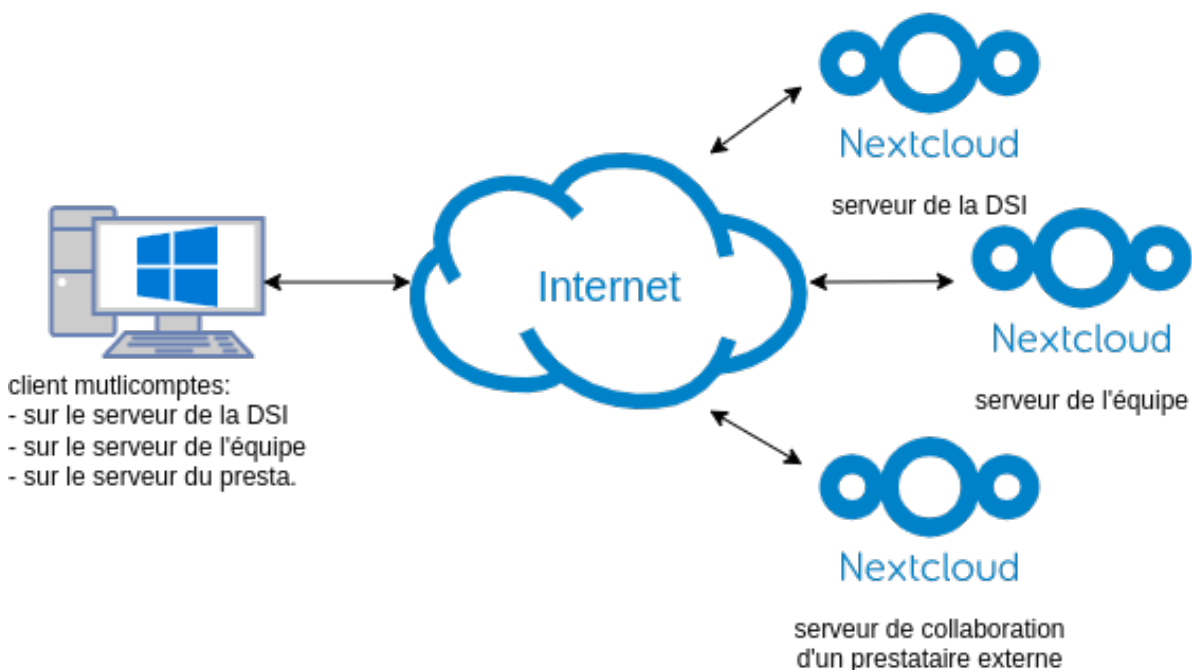 Nextcloud
serveur de la DSI
Internet
Nextcloud
serveur de l'équipe
client mutlicomptes:
- sur le serveur de la DSI
- sur le serveur de l'équipe
- sur le serveur du presta.
Nextcloud
serveur de collaboration
d'un prestataire externe